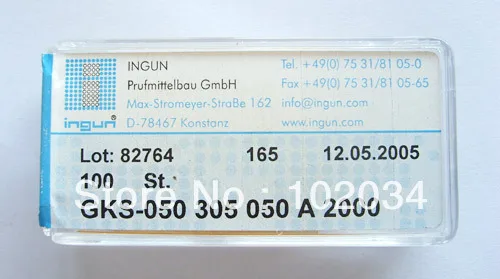 INGUN
Prufmittelbau GmbH
Max-Stromeyer-Straße 162
D-78467 Konstanz
Tel. +49(0) 75 31/81 05-0
Fax +49(0) 75 31/81 05-65
info@ingun.com
www.ingun.com
ingun
Lot: 82764 165 12.05.2005
100 St.
GKS-050 305 050 A 2000
Store No: 102034